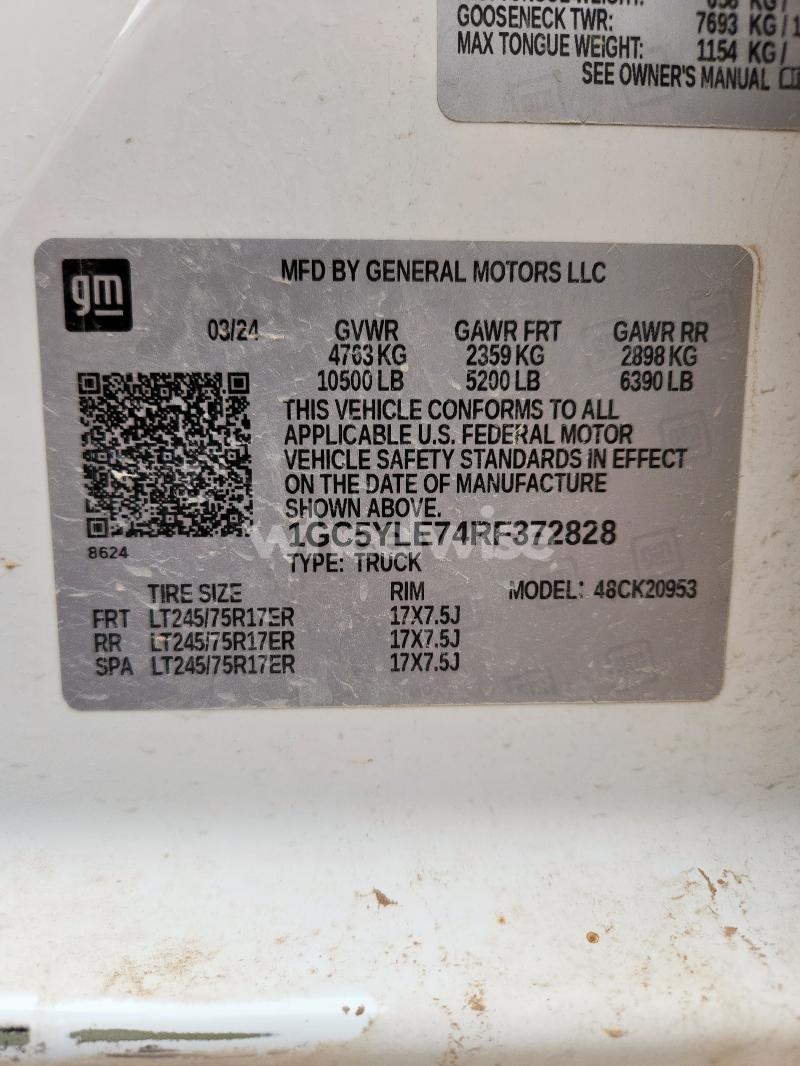 GOOSENECK TWR: 7693 KG/1
MAX TONGUE WEIGHT: 1154 KG/
SEE OWNER'S MANUAL
gm
MFD BY GENERAL MOTORS LLC
03/24 GVWR GAWR FRT GAWR RR
4763 KG 2359 KG 2898 KG
10500 LB 5200 LB 6390 LB
THIS VEHICLE CONFORMS TO ALL
APPLICABLE U.S. FEDERAL MOTOR
VEHICLE SAFETY STANDARDS IN EFFECT
ON THE DATE OF MANUFACTURE
SHOWN ABOVE.
8624
1GC5YLE74RF372828
TYPE: TRUCK
TIRE SIZE RIM MODEL: 48CK20953
FRT LT245/75R17ER 17X7.5J
RR LT245/75R17ER 17X7.5J
SPA LT245/75R17ER 17X7.5J